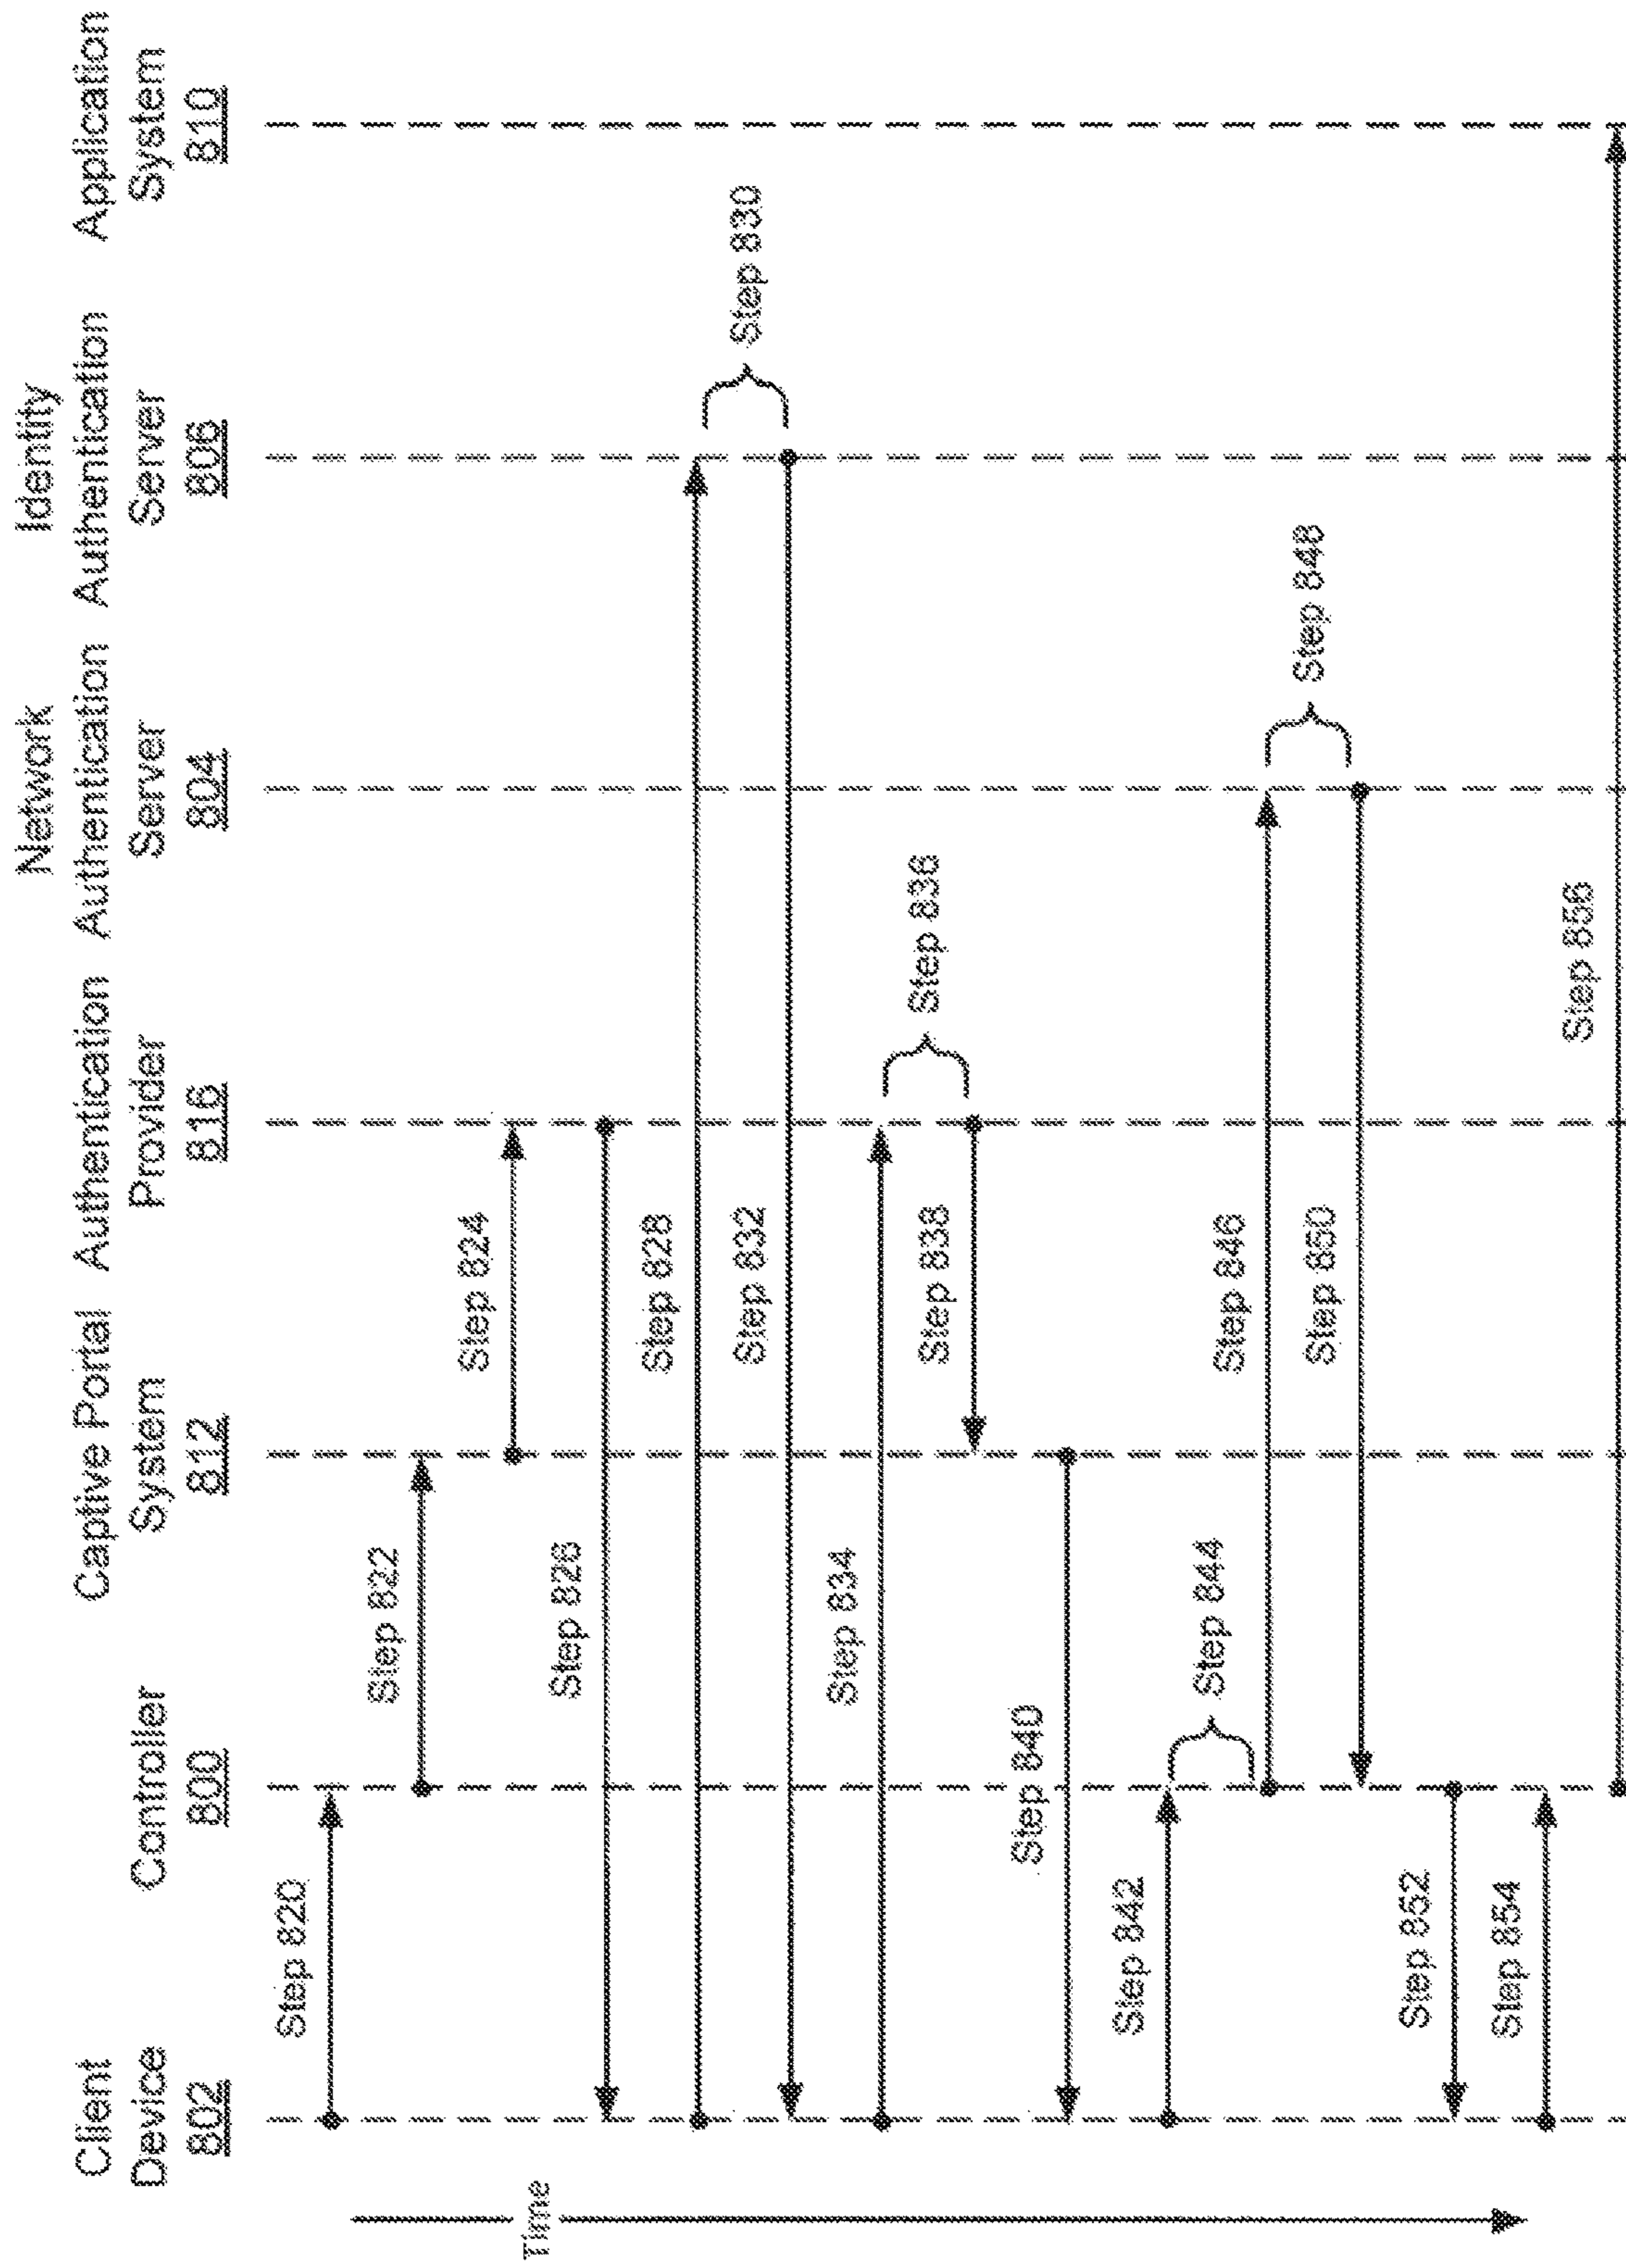 Client
Device
802
Controller
800
Captive Portal
System
812
Authentication
Provider
816
Network
Authentication
Server
804
Identity
Authentication
Server
806
Application
System
810
Time
Step 820
Step 822
Step 824
Step 826
Step 828
Step 830
Step 832
Step 834
Step 836
Step 838
Step 840
Step 842
Step 844
Step 846
Step 848
Step 850
Step 852
Step 854
Step 856